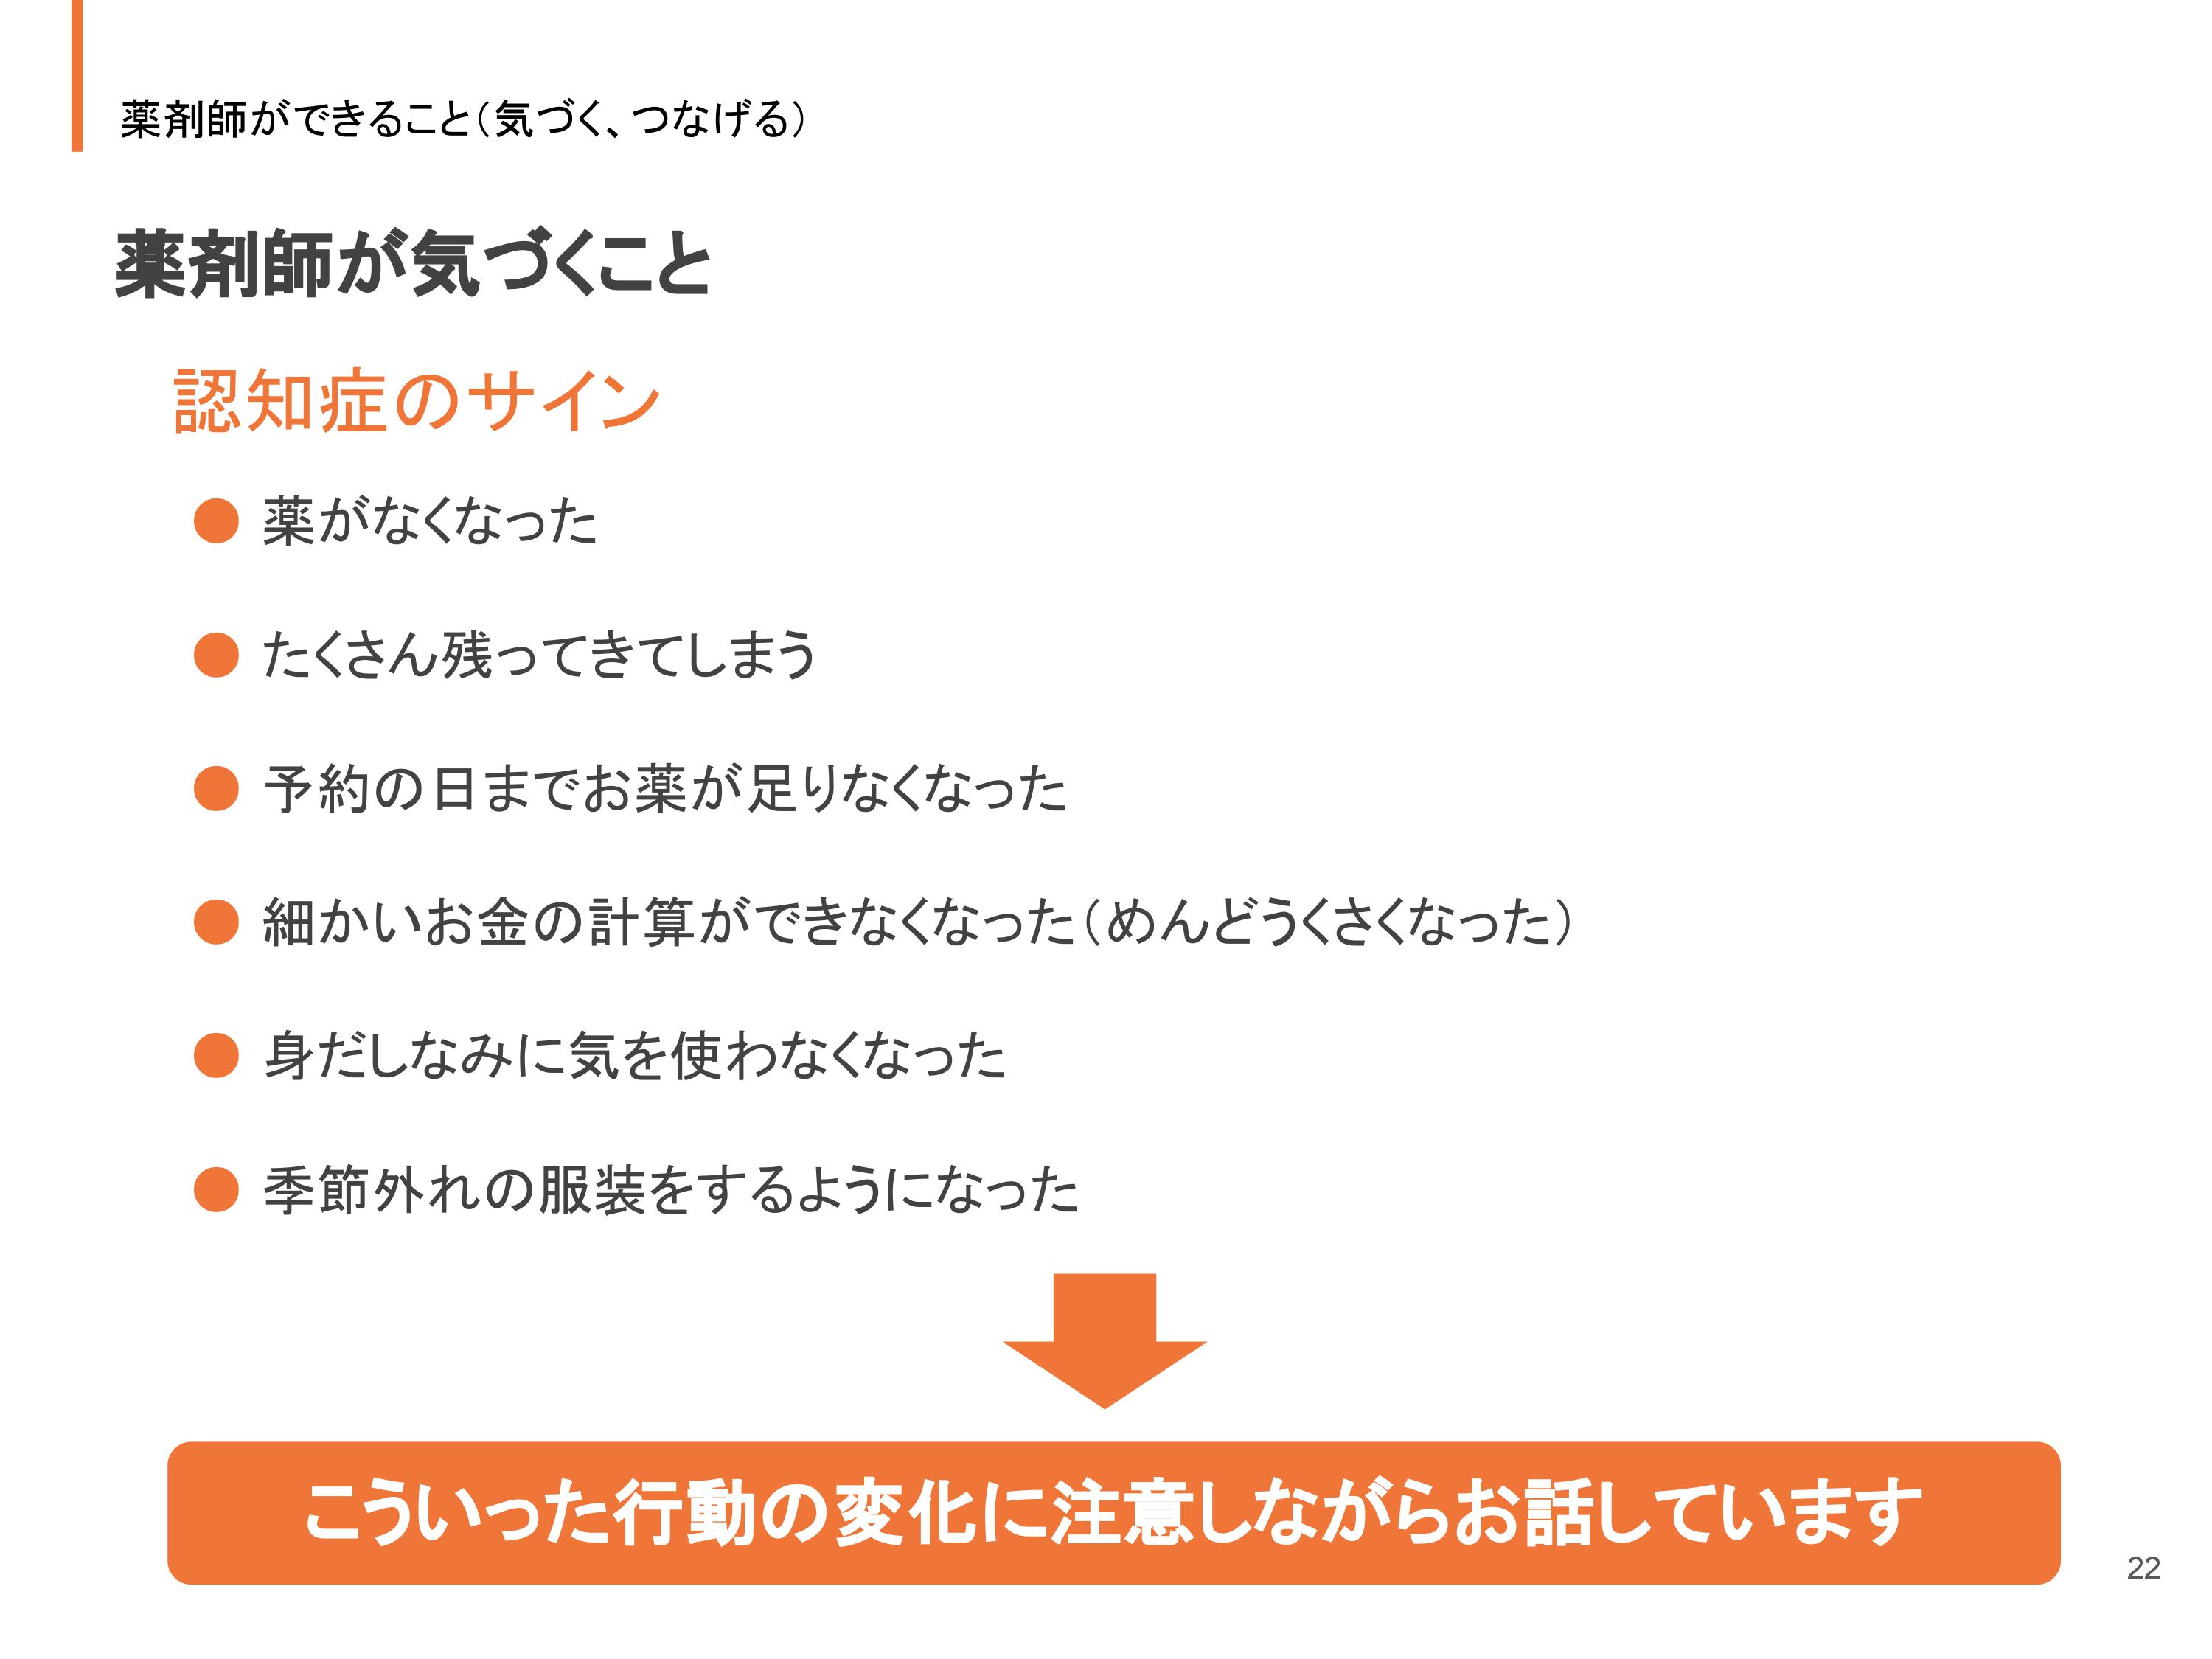 薬剤師ができること(気づく、つなげる)
薬剤師が気づくこと
認知症のサイン
薬がなくなった
たくさん残ってきてしまう
予約の日までお薬が足りなくなった
細かいお金の計算ができなくなった(めんどうくさくなった)
身だしなみに気を使わなくなった
季節外れの服装をするようになった
こういった行動の変化に注意しながらお話しています
22